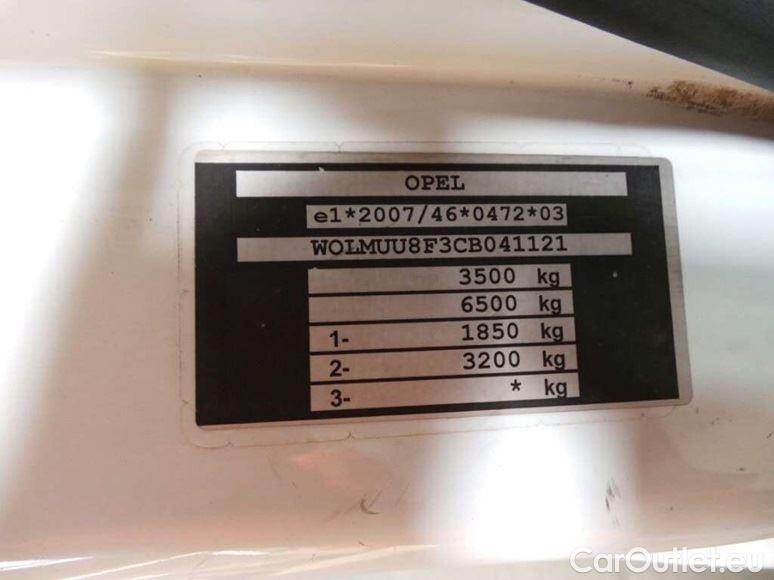 OPEL
e1*2007/46*0472*03
W0LMUU8F3CB041121
3500 kg
6500 kg
1- 1850 kg
2- 3200 kg
3- * kg
CarOutlet.eu